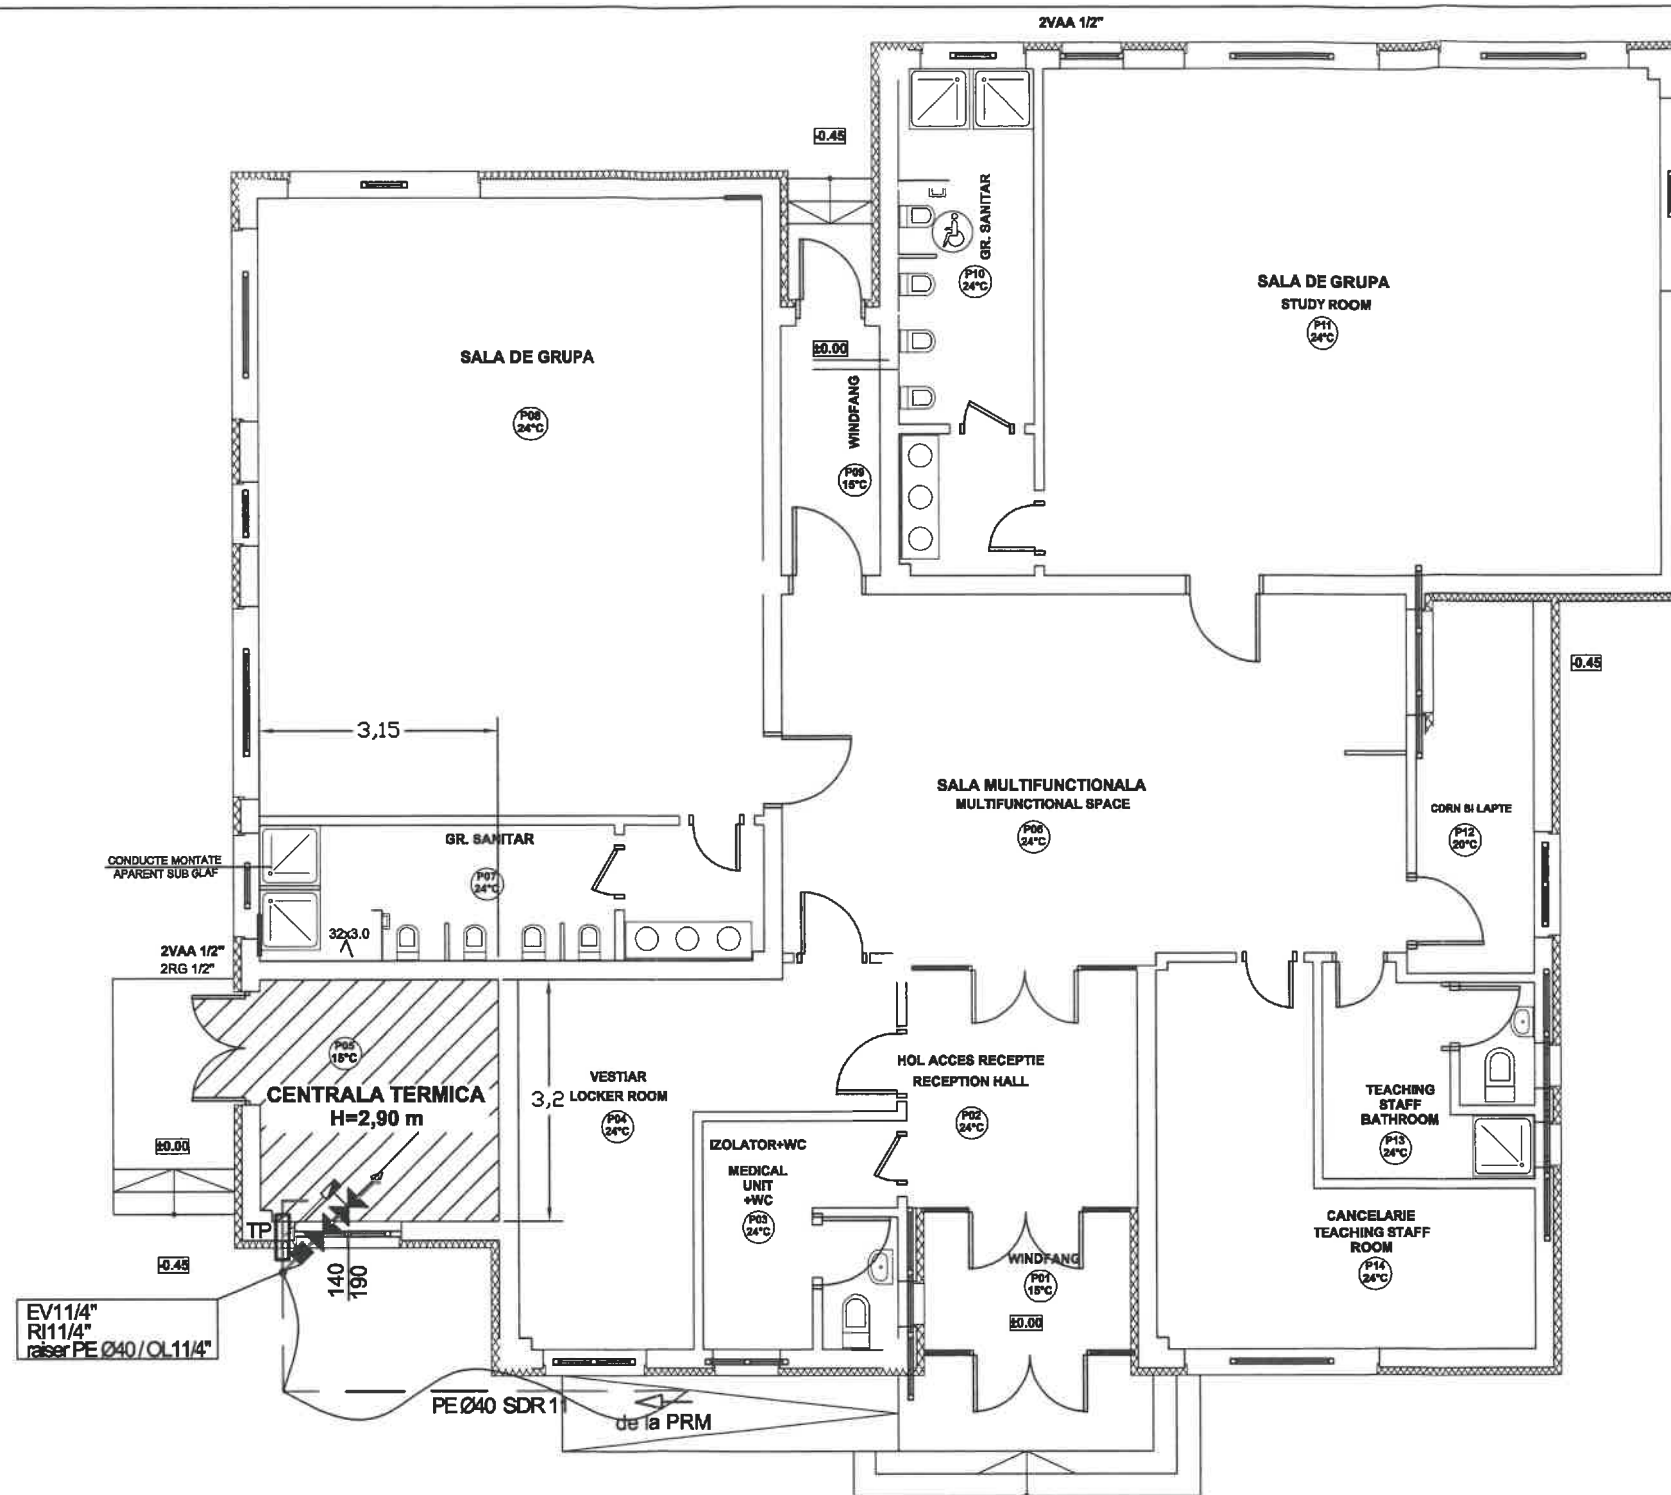 2VAA 1/2"
-0.45
GR. SANITAR
P10
24°C
SALA DE GRUPA
STUDY ROOM
P11
24°C
SALA DE GRUPA
P08
24°C
±0.00
WINDFANG
P09
15°C
-0.45
3,15
SALA MULTIFUNCTIONALA
MULTIFUNCTIONAL SPACE
P06
24°C
CORN SI LAPTE
P12
20°C
GR. SANITAR
P07
24°C
CONDUCTE MONTATE
APARENT SUB GLAF
32x3.0
2VAA 1/2"
2RG 1/2"
P05
15°C
CENTRALA TERMICA
H=2,90 m
3,2
VESTIAR
LOCKER ROOM
P04
24°C
HOL ACCES RECEPTIE
RECEPTION HALL
P02
24°C
TEACHING
STAFF
BATHROOM
P13
24°C
±0.00
IZOLATOR+WC
MEDICAL
UNIT
+WC
P03
24°C
CANCELARIE
TEACHING STAFF
ROOM
P14
24°C
TP
-0.45
140
190
WINDFANG
P01
15°C
±0.00
EV11/4"
RI11/4"
raiser PE Ø40/OL11/4"
PE Ø40 SDR 11
de la PRM